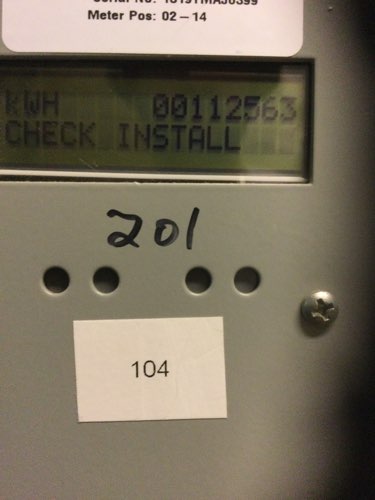 Meter Pos: 02 – 14
kWH 00112563
CHECK INSTALL
201
104